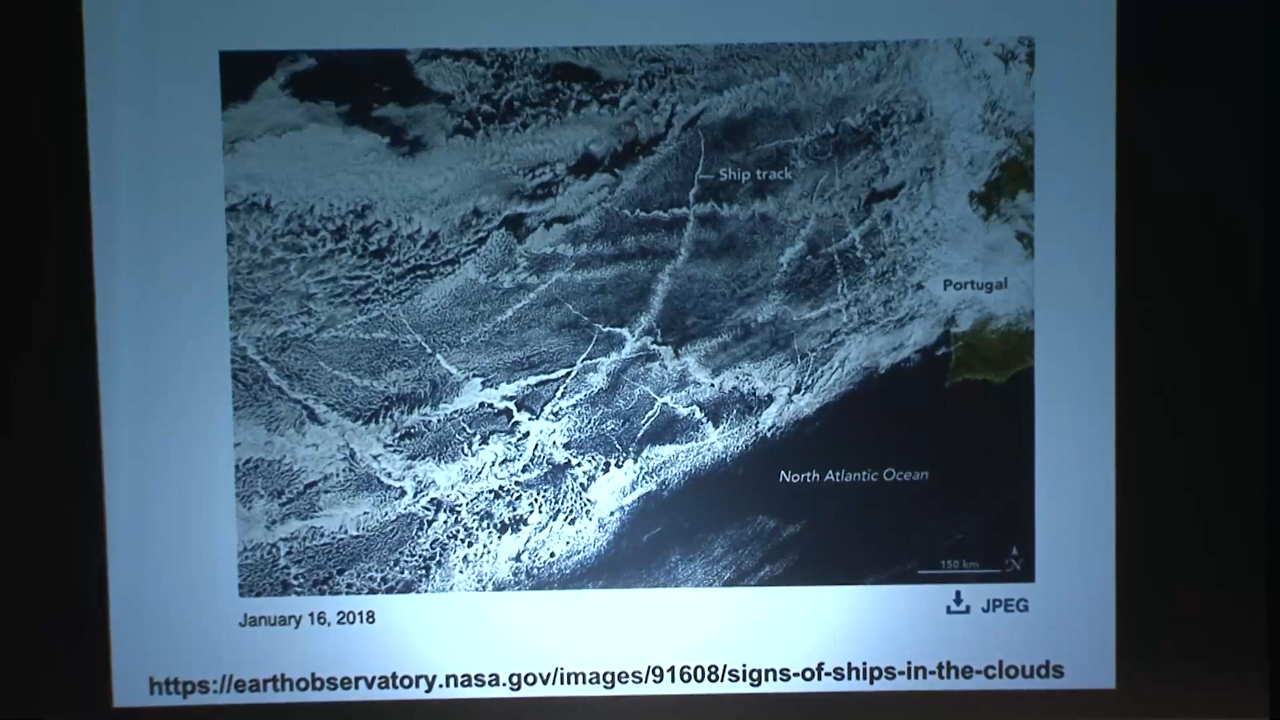 Ship track
Portugal
North Atlantic Ocean
150 km
N
January 16, 2018
JPEG
https://earthobservatory.nasa.gov/images/91608/signs-of-ships-in-the-clouds